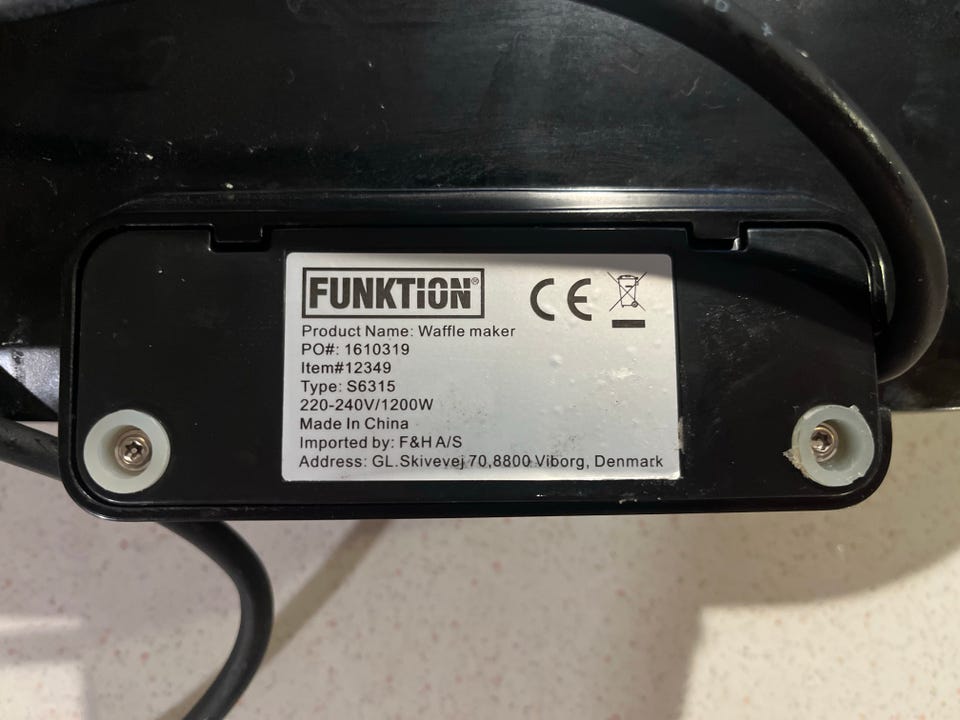 FUNKTION®
CE
Product Name: Waffle maker
PO#: 1610319
Item#12349
Type: S6315
220-240V/1200W
Made In China
Imported by: F&H A/S
Address: GL.Skivevej 70,8800 Viborg, Denmark